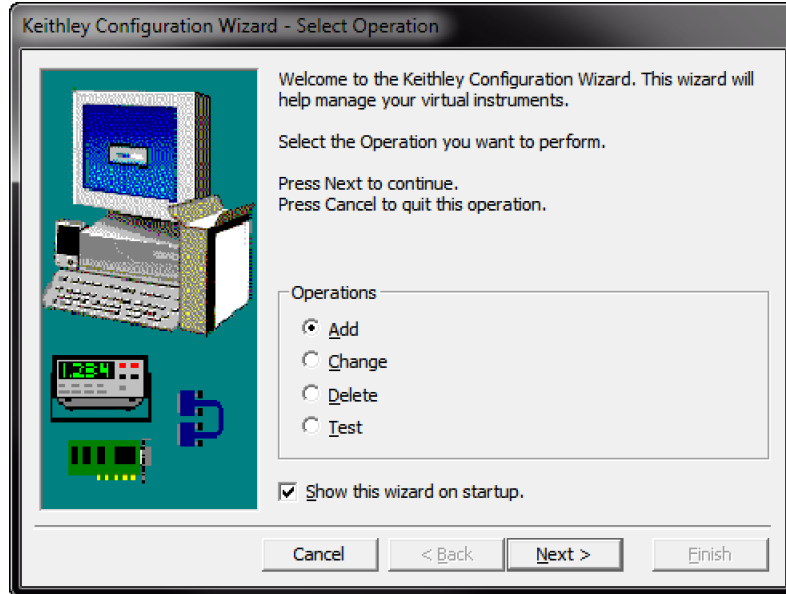 Keithley Configuration Wizard - Select Operation
Welcome to the Keithley Configuration Wizard. This wizard will
help manage your virtual instruments.
Select the Operation you want to perform.
Press Next to continue.
Press Cancel to quit this operation.
Operations
Add
Change
Delete
Test
1.234
Show this wizard on startup.
Cancel
< Back
Next >
Finish